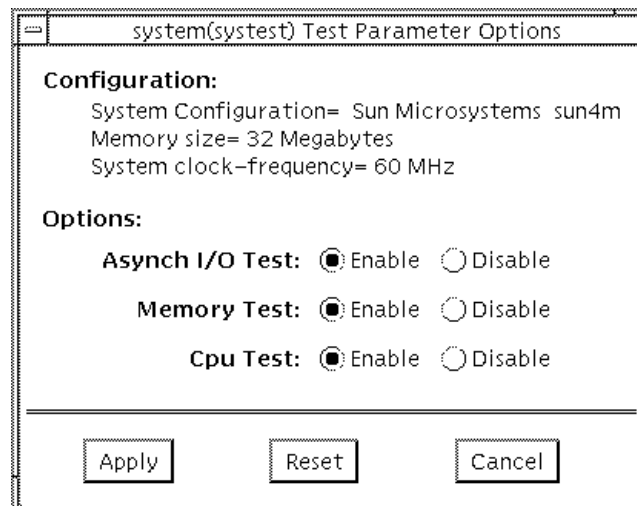 system(systest) Test Parameter Options
Configuration:
System Configuration= Sun Microsystems sun4m
Memory size= 32 Megabytes
System clock-frequency= 60 MHz
Options:
Asynch I/O Test: Enable Disable
Memory Test: Enable Disable
Cpu Test: Enable Disable
Apply Reset Cancel